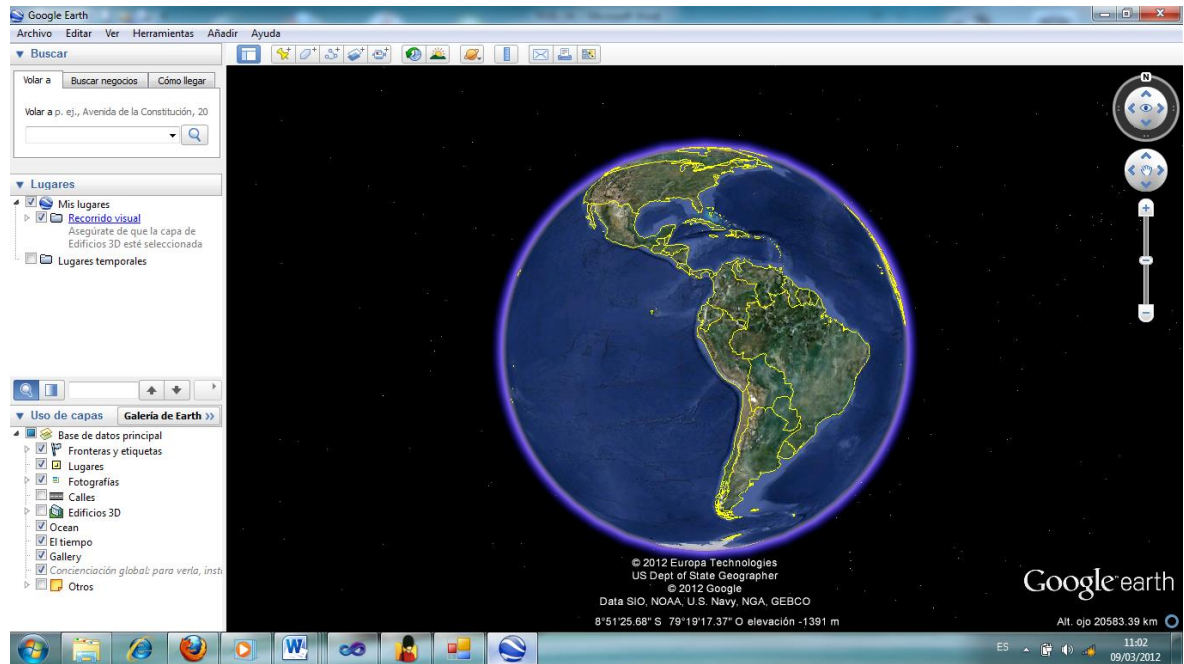 Google Earth
Archivo Editar Ver Herramientas Añadir Ayuda
Buscar
Volar a Buscar negocios Cómo llegar
Volar a p. ej., Avenida de la Constitución, 20
Lugares
Mis lugares
Recorrido visual
Asegúrate de que la capa de
Edificios 3D esté seleccionada
Lugares temporales
Uso de capas Galería de Earth >>
Base de datos principal
Fronteras y etiquetas
Lugares
Fotografías
Calles
Edificios 3D
Ocean
El tiempo
Gallery
Concienciación global: para verla, inst
Otros
N
© 2012 Europa Technologies
US Dept of State Geographer
© 2012 Google
Data SIO, NOAA, U.S. Navy, NGA, GEBCO
Google earth
8°51'25.68" S 79°19'17.37" O elevación -1391 m
Alt. ojo 20583.39 km
ES
11:02
09/03/2012